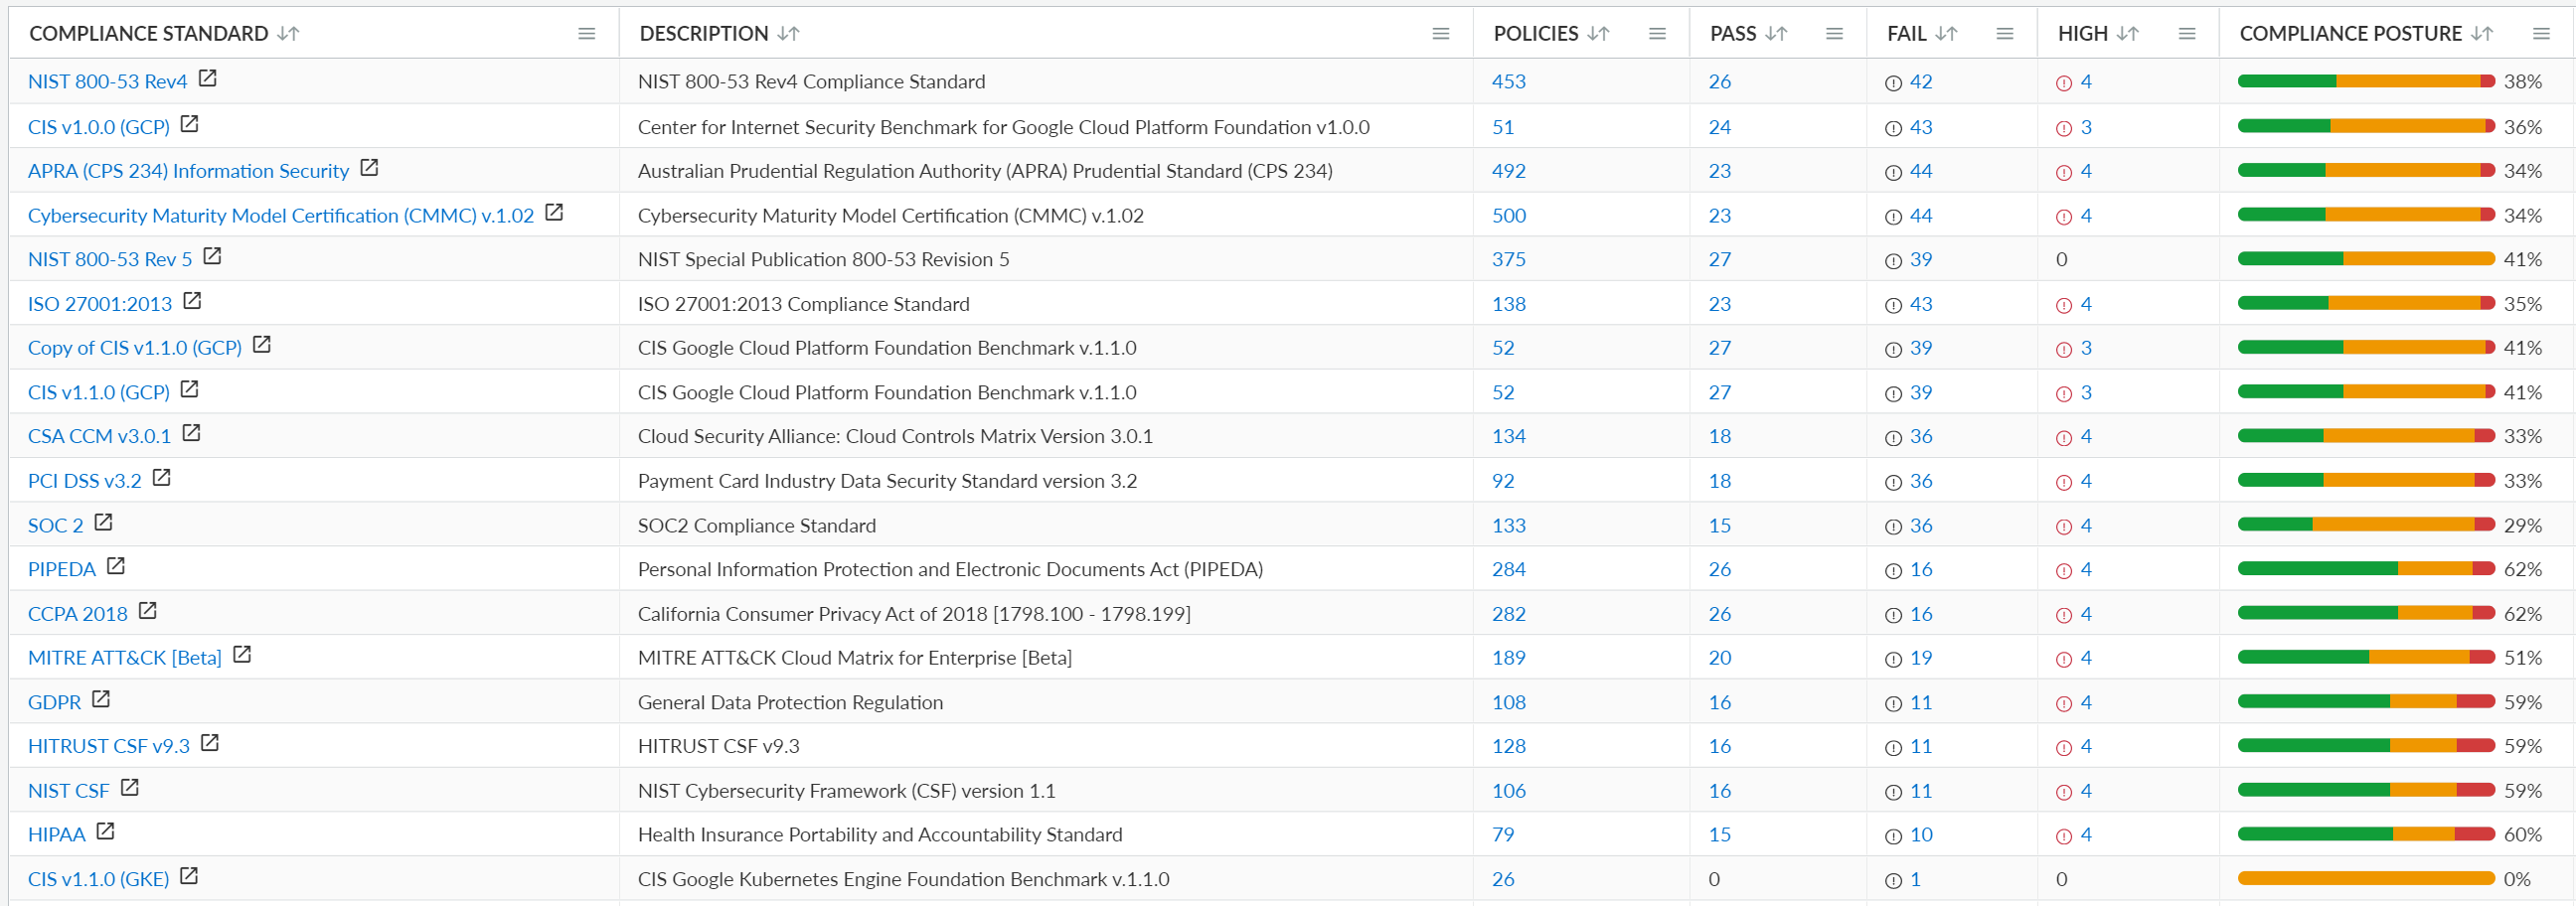 COMPLIANCE STANDARD DESCRIPTION POLICIES PASS FAIL HIGH COMPLIANCE POSTURE
NIST 800-53 Rev4 NIST 800-53 Rev4 Compliance Standard 453 26 42 4 38%
CIS v1.0.0 (GCP) Center for Internet Security Benchmark for Google Cloud Platform Foundation v1.0.0 51 24 43 3 36%
APRA (CPS 234) Information Security Australian Prudential Regulation Authority (APRA) Prudential Standard (CPS 234) 492 23 44 4 34%
Cybersecurity Maturity Model Certification (CMMC) v.1.02 Cybersecurity Maturity Model Certification (CMMC) v.1.02 500 23 44 4 34%
NIST 800-53 Rev 5 NIST Special Publication 800-53 Revision 5 375 27 39 0 41%
ISO 27001:2013 ISO 27001:2013 Compliance Standard 138 23 43 4 35%
Copy of CIS v1.1.0 (GCP) CIS Google Cloud Platform Foundation Benchmark v.1.1.0 52 27 39 3 41%
CIS v1.1.0 (GCP) CIS Google Cloud Platform Foundation Benchmark v.1.1.0 52 27 39 3 41%
CSA CCM v3.0.1 Cloud Security Alliance: Cloud Controls Matrix Version 3.0.1 134 18 36 4 33%
PCI DSS v3.2 Payment Card Industry Data Security Standard version 3.2 92 18 36 4 33%
SOC 2 SOC2 Compliance Standard 133 15 36 4 29%
PIPEDA Personal Information Protection and Electronic Documents Act (PIPEDA) 284 26 16 4 62%
CCPA 2018 California Consumer Privacy Act of 2018 [1798.100 - 1798.199] 282 26 16 4 62%
MITRE ATT&CK [Beta] MITRE ATT&CK Cloud Matrix for Enterprise [Beta] 189 20 19 4 51%
GDPR General Data Protection Regulation 108 16 11 4 59%
HITRUST CSF v9.3 HITRUST CSF v9.3 128 16 11 4 59%
NIST CSF NIST Cybersecurity Framework (CSF) version 1.1 106 16 11 4 59%
HIPAA Health Insurance Portability and Accountability Standard 79 15 10 4 60%
CIS v1.1.0 (GKE) CIS Google Kubernetes Engine Foundation Benchmark v.1.1.0 26 0 1 0 0%